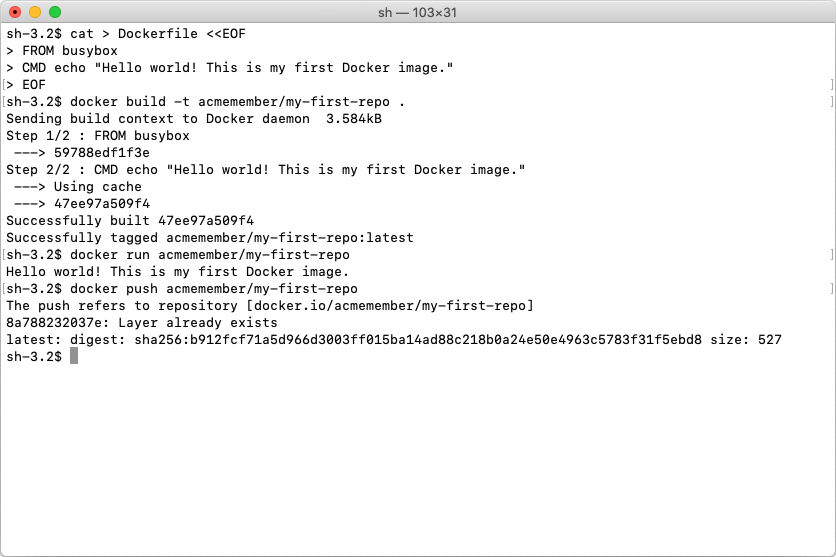 sh — 103×31
sh-3.2$ cat > Dockerfile <<EOF
> FROM busybox
> CMD echo "Hello world! This is my first Docker image."
[> EOF ]
[sh-3.2$ docker build -t acmemember/my-first-repo . ]
Sending build context to Docker daemon  3.584kB
Step 1/2 : FROM busybox
 ---> 59788edf1f3e
Step 2/2 : CMD echo "Hello world! This is my first Docker image."
 ---> Using cache
 ---> 47ee97a509f4
Successfully built 47ee97a509f4
Successfully tagged acmemember/my-first-repo:latest
[sh-3.2$ docker run acmemember/my-first-repo ]
Hello world! This is my first Docker image.
[sh-3.2$ docker push acmemember/my-first-repo ]
The push refers to repository [docker.io/acmemember/my-first-repo]
8a788232037e: Layer already exists
latest: digest: sha256:b912fcf71a5d966d3003ff015ba14ad88c218b0a24e50e4963c5783f31f5ebd8 size: 527
sh-3.2$